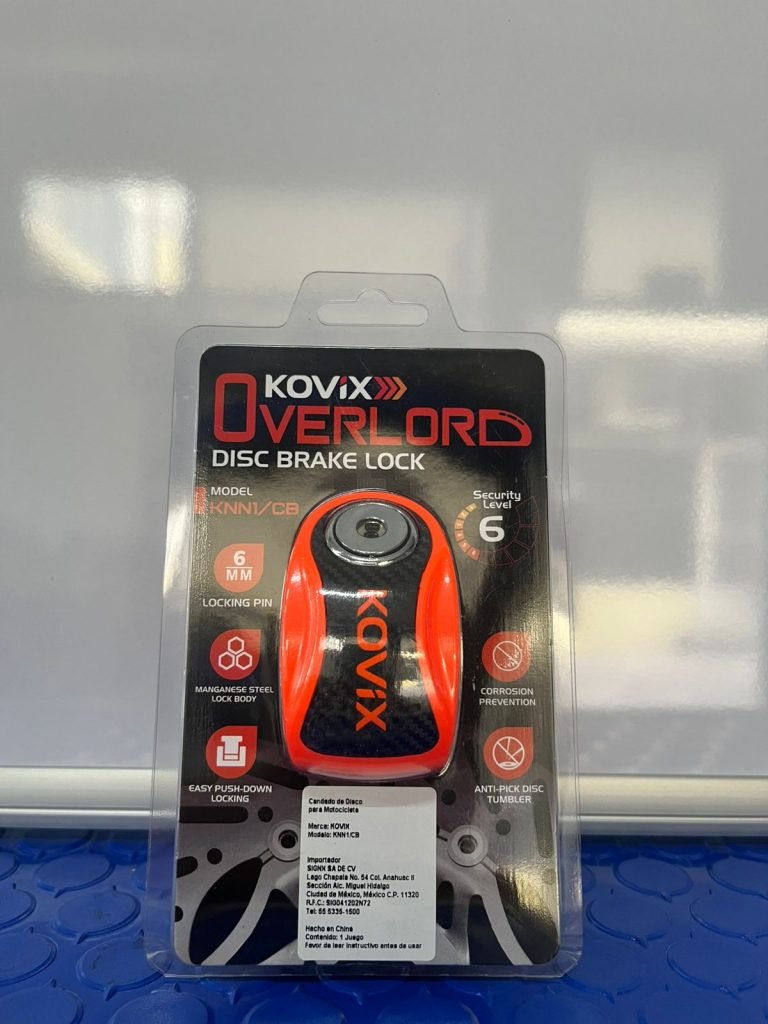 KOViX
OVERLORD
DISC BRAKE LOCK
MODEL
KNN1/CB
Security
Level
6
6
MM
LOCKING PIN
MANGANESE STEEL
LOCK BODY
EASY PUSH-DOWN
LOCKING
KOViX
CORROSION
PREVENTION
ANTI-PICK DISC
TUMBLER
Candado de Disco
para Motocicleta
Marca: KOVIX
Modelo: KNN1/CB
Importador
SIGNN SA DE CV
Lago Chapala No. 54 Col. Anahuac II
Sección Alc. Miguel Hidalgo
Ciudad de México, México C.P. 11320
R.F.C.: SIG041202N72
Tel: 55 5335-1500
Hecho en China
Contenido: 1 Juego
Favor de leer instructivo antes de usar